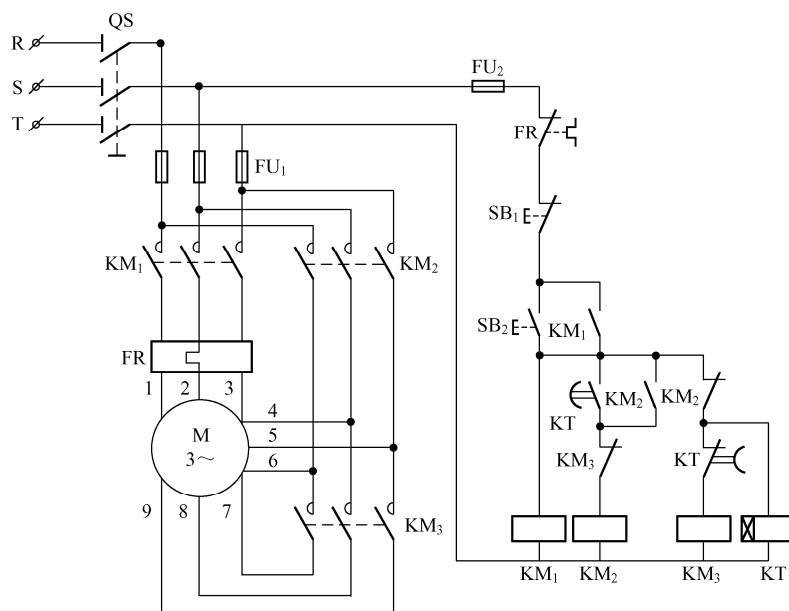 QS
R
S
T
FU₂
FR
FU₁
SB₁
KM₁
KM₂
SB₂
KM₁
FR
1 2 3
4
5
6
M
3～
9 8 7
KM₂
KM₂
KT
KM₃
KT
KM₃
KM₁ KM₂ KM₃ KT